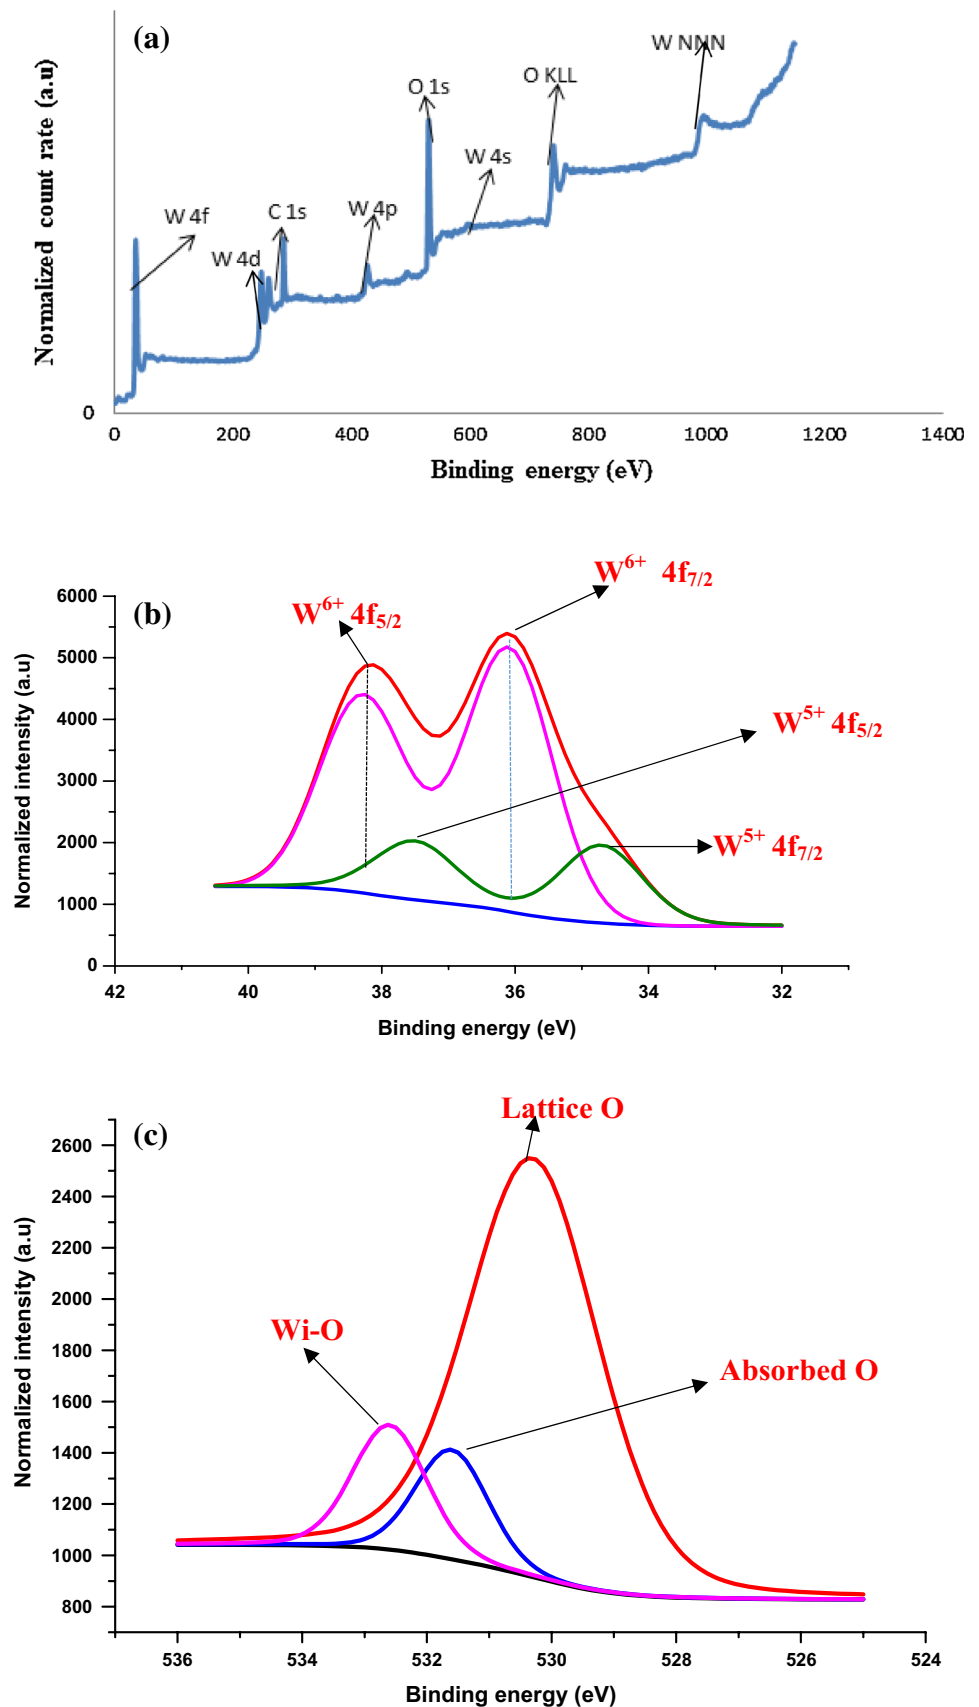 (a)
Normalized count rate (a.u)
W 4f
W 4d
C 1s
W 4p
O 1s
W 4s
O KLL
W NNN
0
0 200 400 600 800 1000 1200 1400
Binding energy (eV)
(b)
Normalized intensity (a.u)
W6+ 4f5/2
W6+ 4f7/2
W5+ 4f5/2
W5+ 4f7/2
6000
5000
4000
3000
2000
1000
0
42 40 38 36 34 32
Binding energy (eV)
(c)
Normalized intensity (a.u)
Lattice O
Wi-O
Absorbed O
2600
2400
2200
2000
1800
1600
1400
1200
1000
800
536 534 532 530 528 526 524
Binding energy (eV)